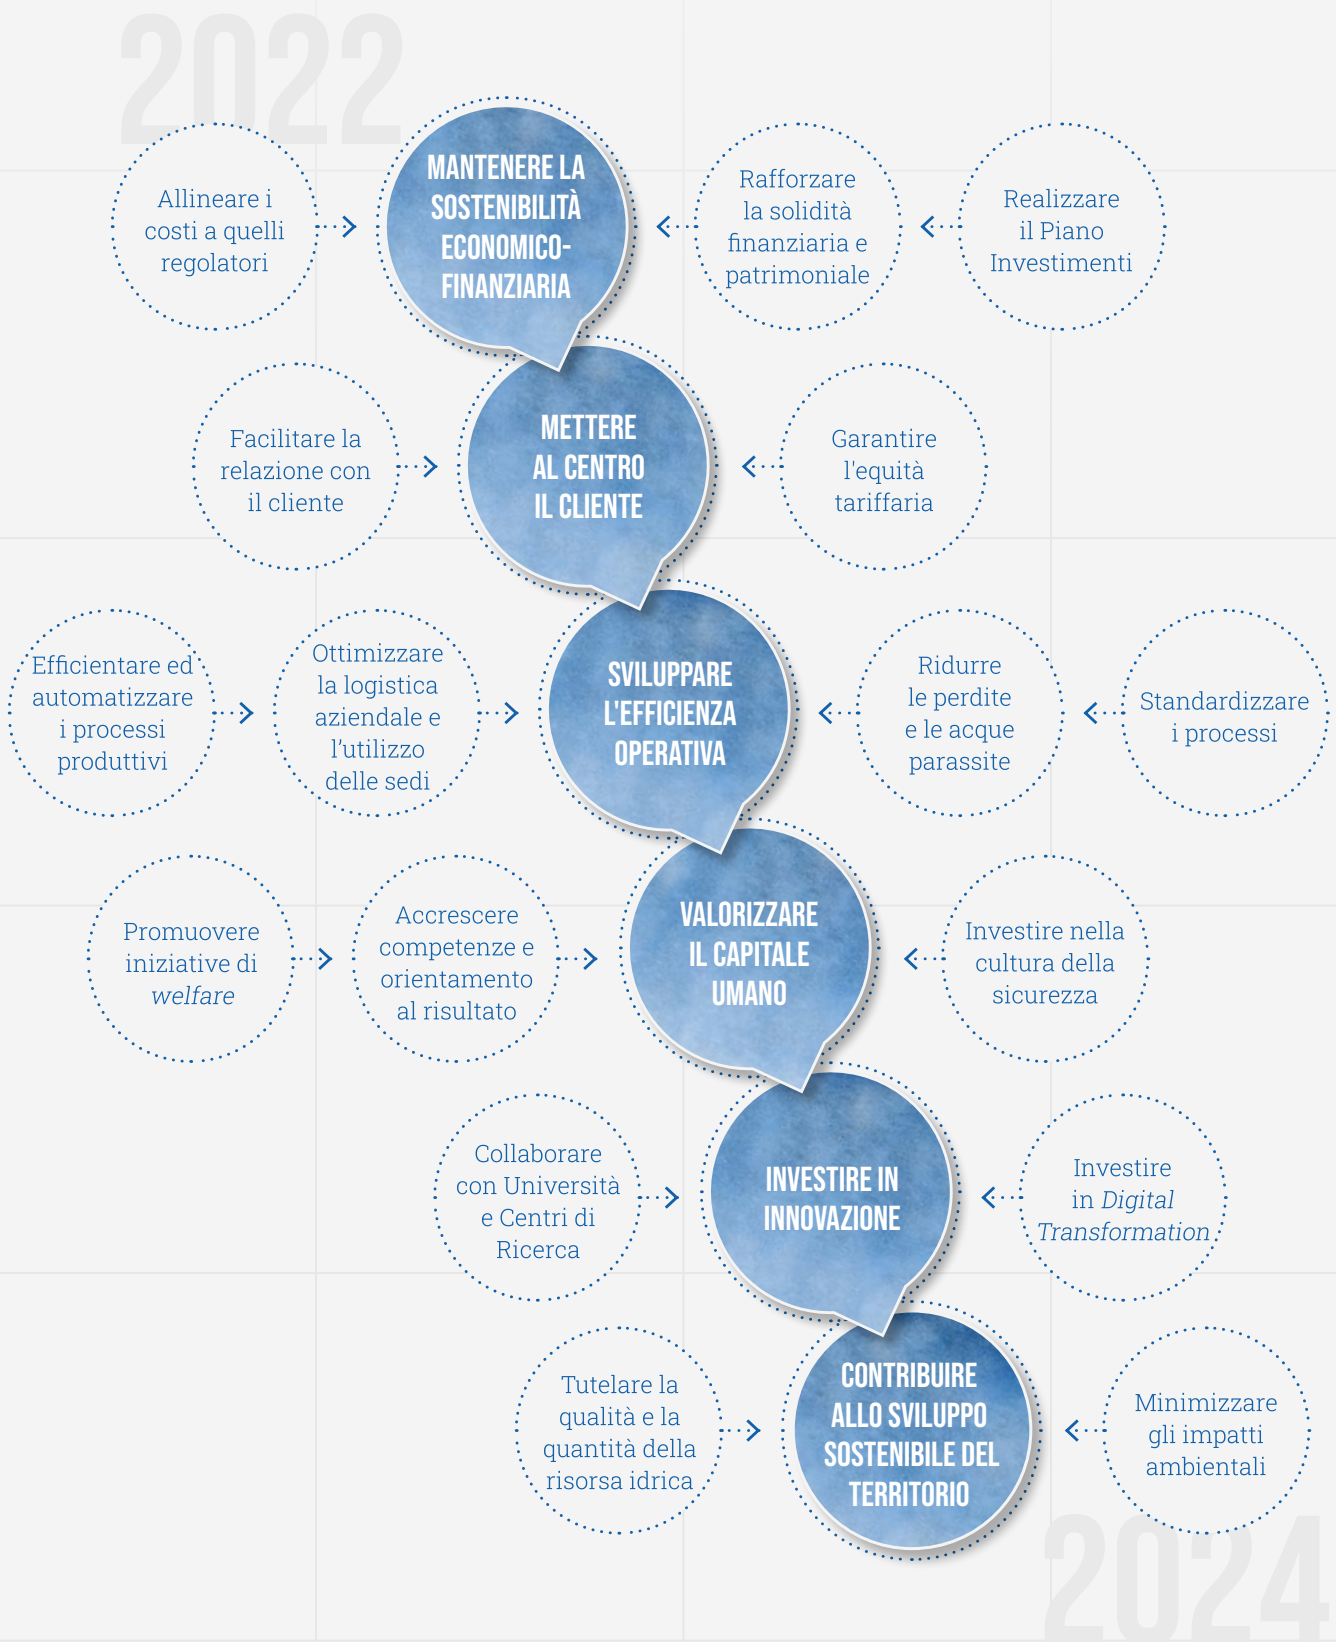 2022
Allineare i
costi a quelli
regolatori
MANTENERE LA
SOSTENIBILITÀ
ECONOMICO-
FINANZIARIA
Rafforzare
la solidità
finanziaria e
patrimoniale
Realizzare
il Piano
Investimenti
Facilitare la
relazione con
il cliente
METTERE
AL CENTRO
IL CLIENTE
Garantire
l'equità
tariffaria
Efficientare ed
automatizzare
i processi
produttivi
Ottimizzare
la logistica
aziendale e
l’utilizzo
delle sedi
SVILUPPARE
L'EFFICIENZA
OPERATIVA
Ridurre
le perdite
e le acque
parassite
Standardizzare
i processi
Promuovere
iniziative di
welfare
Accrescere
competenze e
orientamento
al risultato
VALORIZZARE
IL CAPITALE
UMANO
Investire nella
cultura della
sicurezza
Collaborare
con Università
e Centri di
Ricerca
INVESTIRE IN
INNOVAZIONE
Investire
in Digital
Transformation
Tutelare la
qualità e la
quantità della
risorsa idrica
CONTRIBUIRE
ALLO SVILUPPO
SOSTENIBILE DEL
TERRITORIO
Minimizzare
gli impatti
ambientali
2024